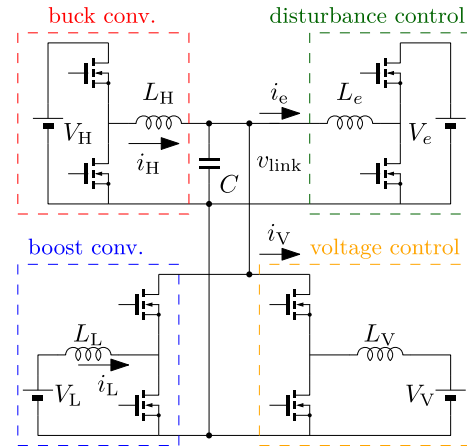 buck conv.
disturbance control
L_H
i_e
L_e
V_H
V_e
i_H
C
v_link
boost conv.
i_V
voltage control
L_L
L_V
V_L
i_L
V_V